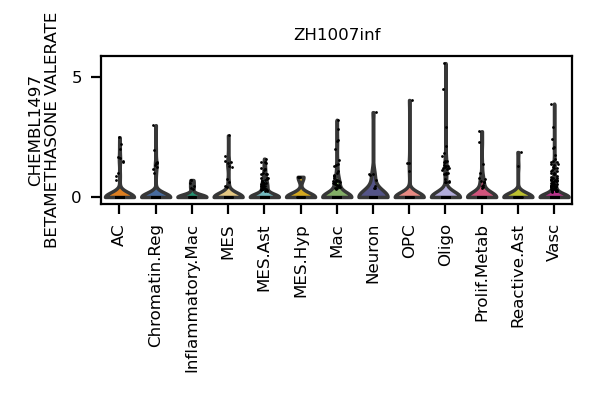 ZH1007inf
CHEMBL1497
BETAMETHASONE VALERATE
5
0
AC
Chromatin.Reg
Inflammatory.Mac
MES
MES.Ast
MES.Hyp
Mac
Neuron
OPC
Oligo
Prolif.Metab
Reactive.Ast
Vasc